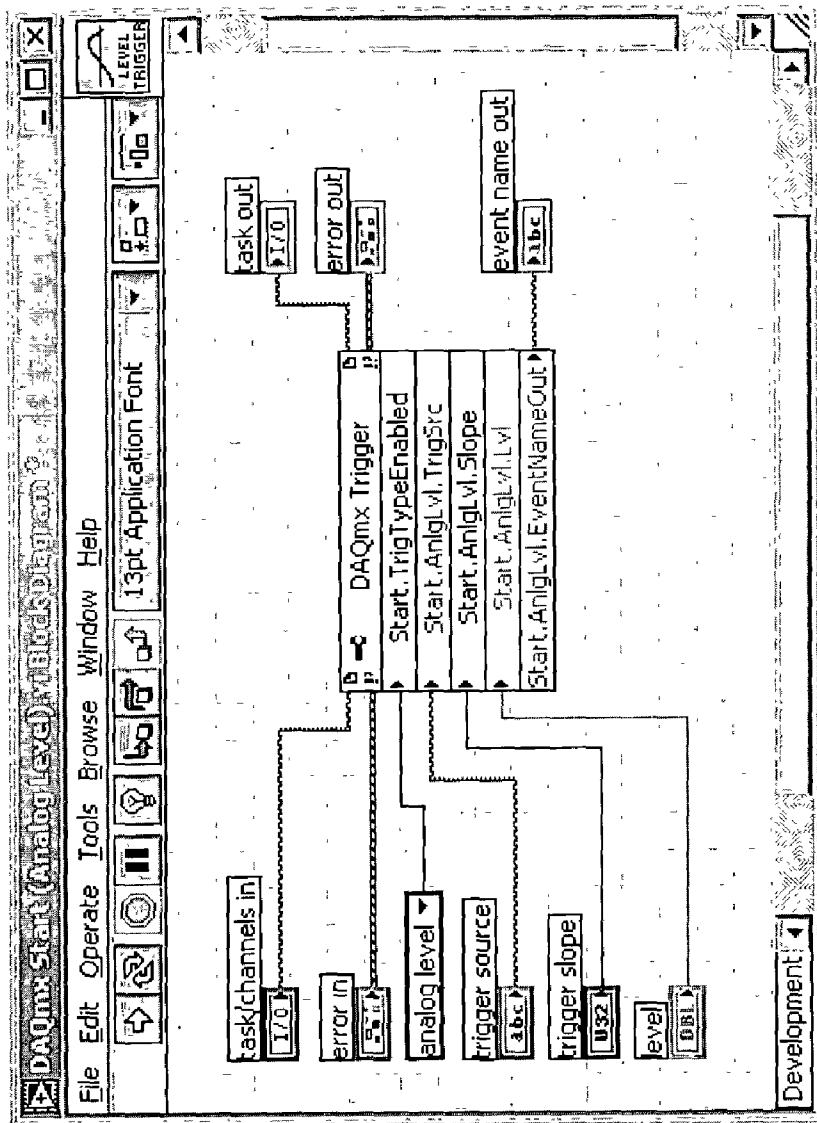 DAQmx Start (Analog Level).vi Block Diagram *
File Edit Operate Tools Browse Window Help
13pt Application Font
LEVEL
TRIGGER
task/channels in
I/O
error in
analog level
trigger source
abc
trigger slope
U32
level
DBL
DAQmx Trigger
Start.TrigTypeEnabled
Start.AnlgLvl.TrigSrc
Start.AnlgLvl.Slope
Start.AnlgLvl.Lvl
Start.AnlgLvl.EventNameOut
task out
I/O
error out
event name out
abc
Development